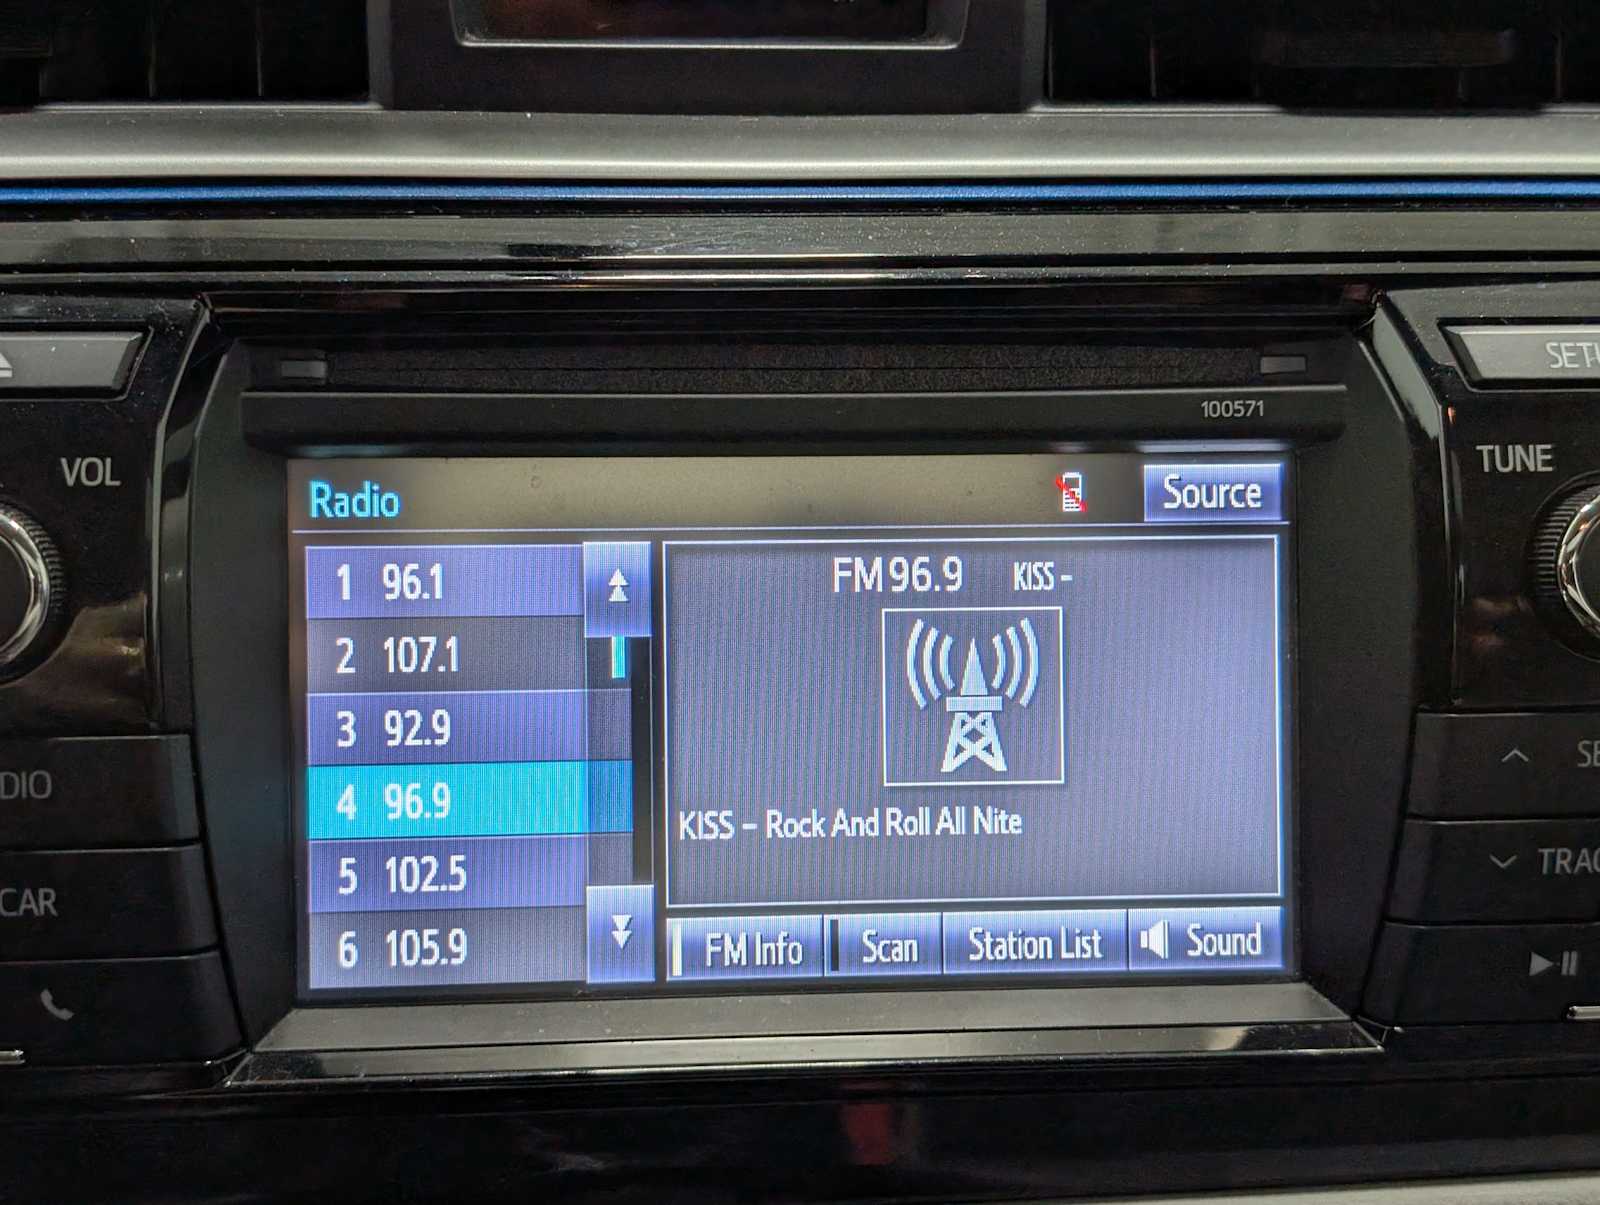 100571
VOL
TUNE
Radio
Source
1 96.1
2 107.1
3 92.9
4 96.9
5 102.5
6 105.9
FM 96.9 KISS -
KISS - Rock And Roll All Nite
FM Info
Scan
Station List
Sound
CAR